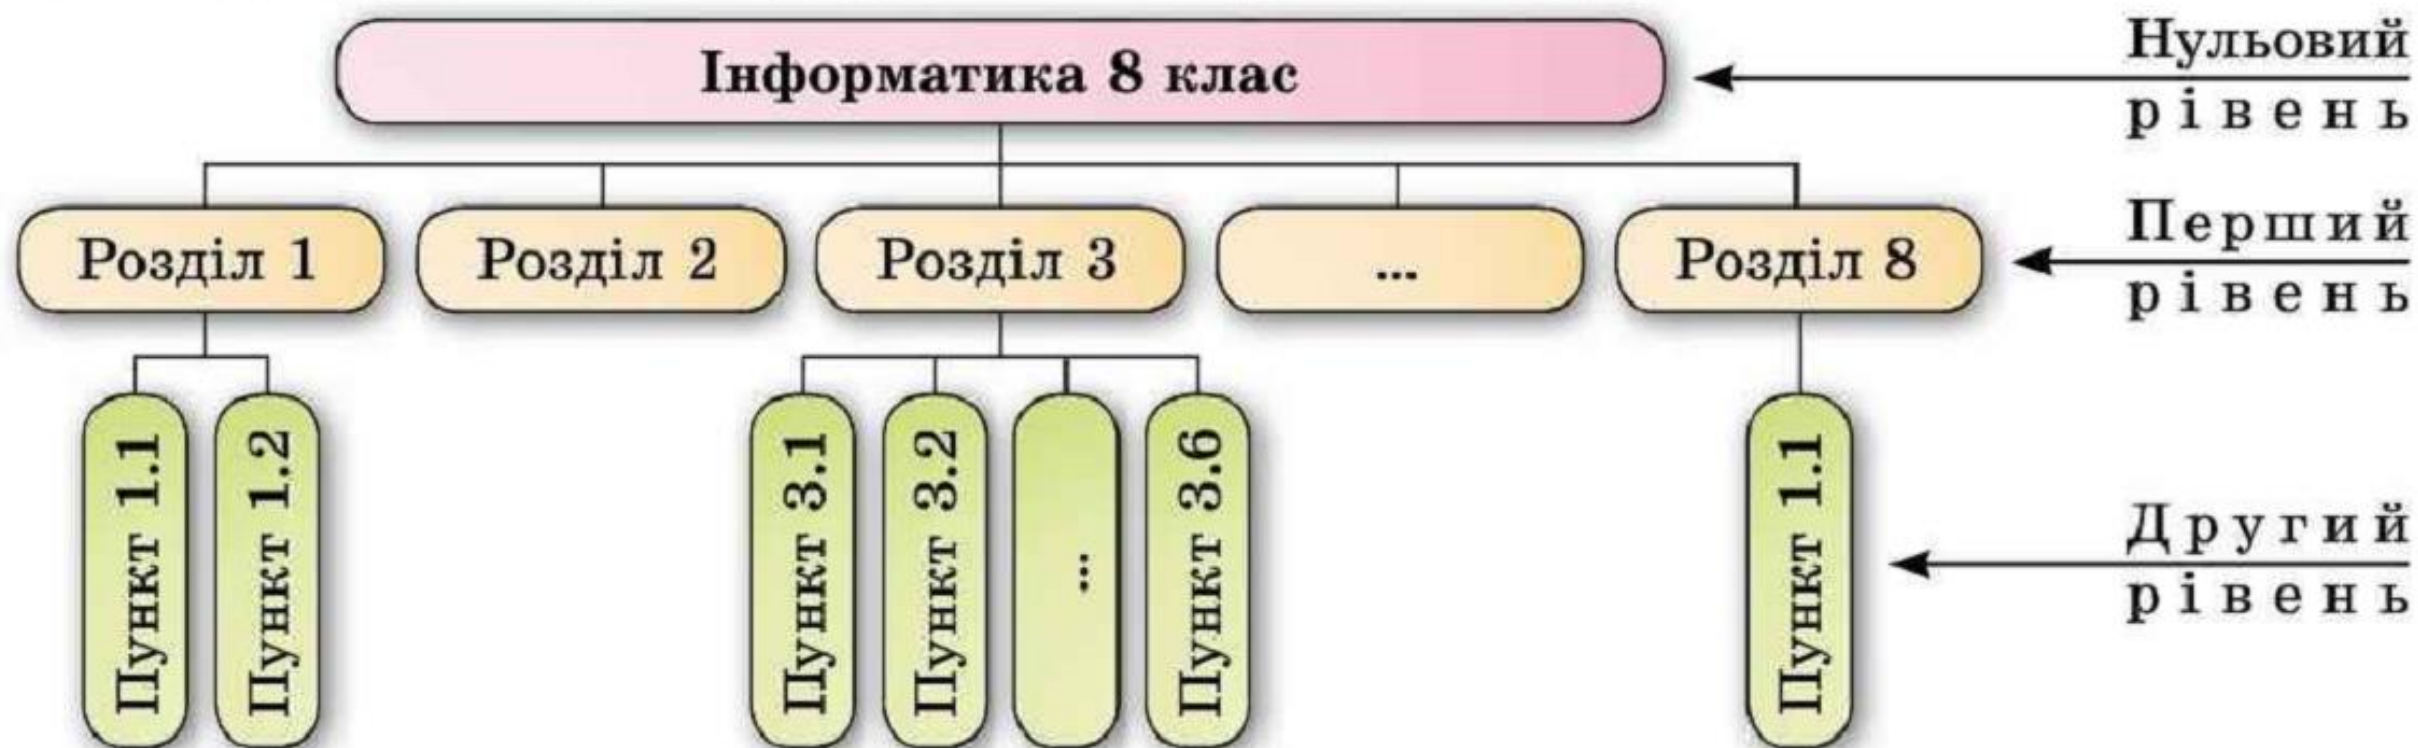 Інформатика 8 клас
Нульовий
рівень
Розділ 1
Розділ 2
Розділ 3
...
Розділ 8
Перший
рівень
Пункт 1.1
Пункт 1.2
Пункт 3.1
Пункт 3.2
...
Пункт 3.6
Пункт 1.1
Другий
рівень